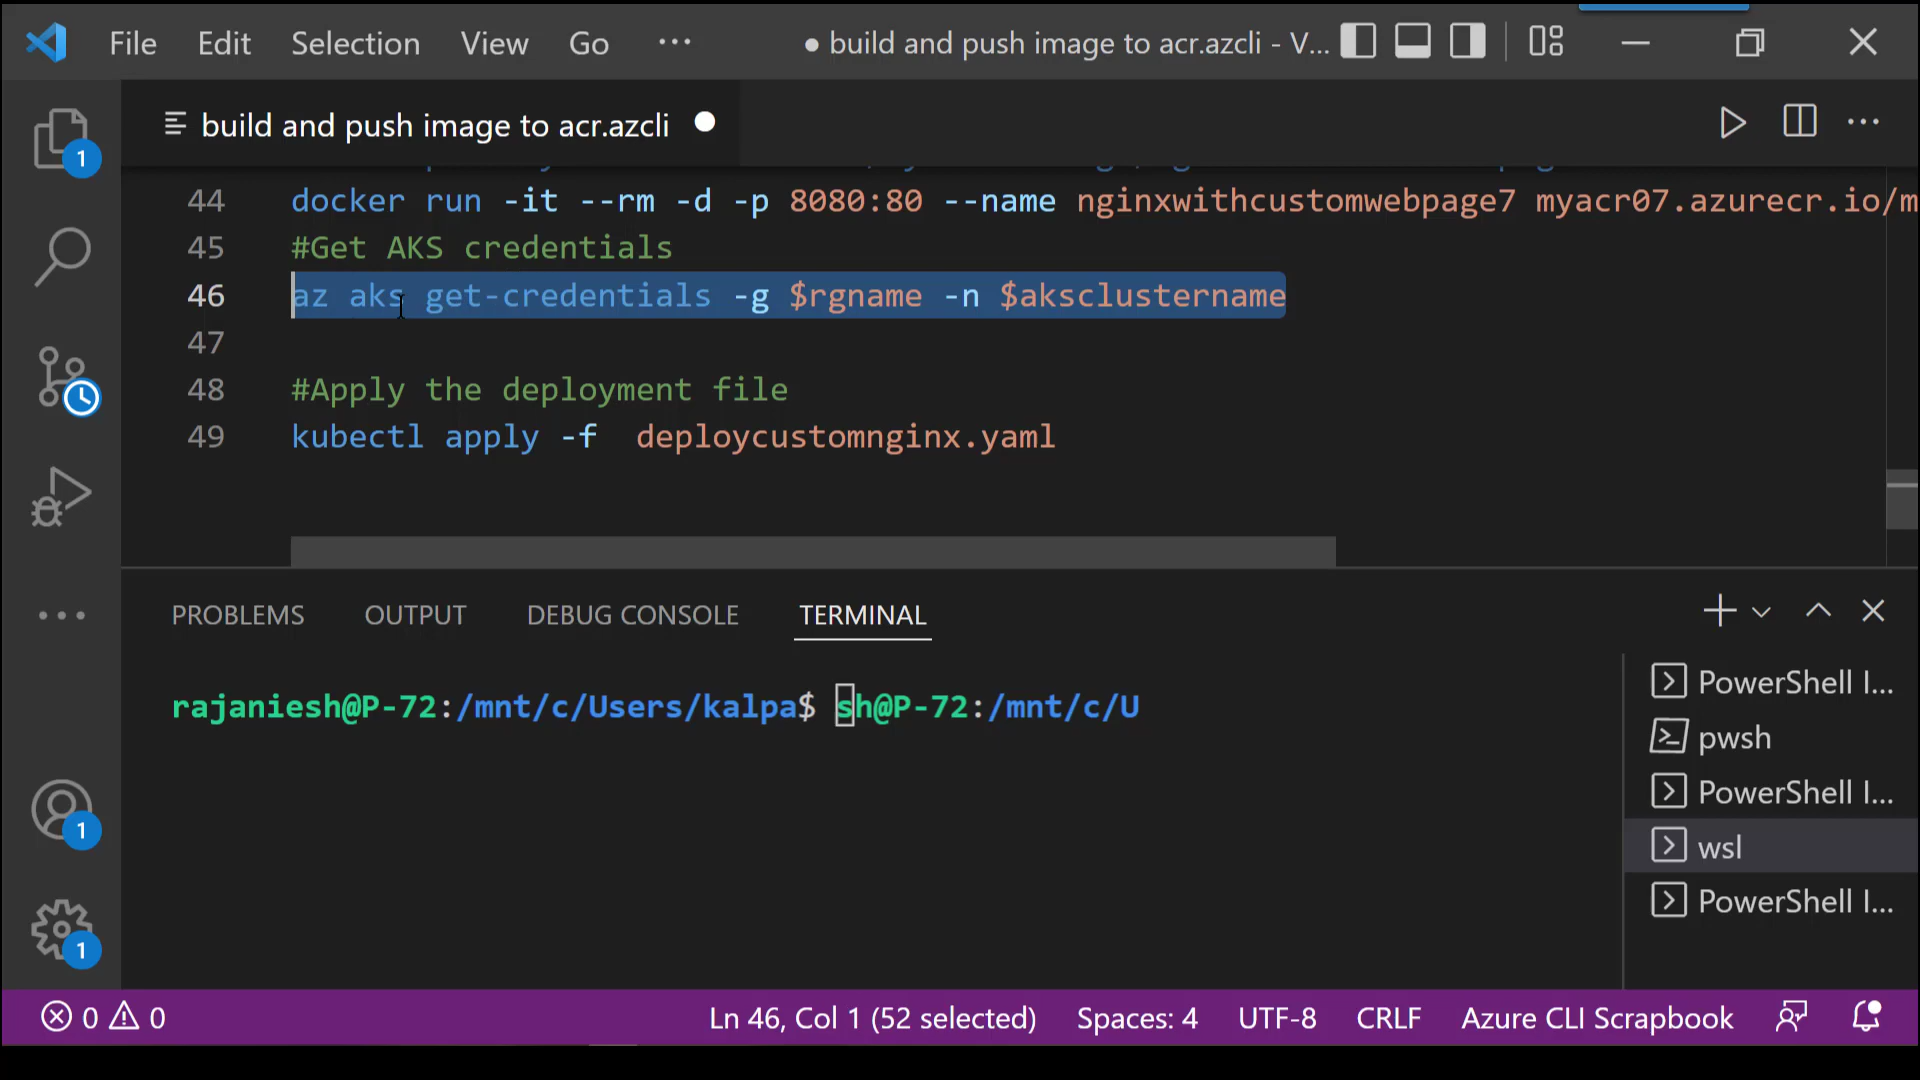 File Edit Selection View Go ··· ● build and push image to acr.azcli - V...
build and push image to acr.azcli
44 docker run -it --rm -d -p 8080:80 --name nginxwithcustomwebpage7 myacr07.azurecr.io/m
45 #Get AKS credentials
46 az aks get-credentials -g $rgname -n $aksclustername
47
48 #Apply the deployment file
49 kubectl apply -f  deploycustomnginx.yaml
1
1
1
PROBLEMS OUTPUT DEBUG CONSOLE TERMINAL
rajaniesh@P-72:/mnt/c/Users/kalpa$ sh@P-72:/mnt/c/U
PowerShell I...
pwsh
PowerShell I...
wsl
PowerShell I...
0 0 Ln 46, Col 1 (52 selected) Spaces: 4 UTF-8 CRLF Azure CLI Scrapbook